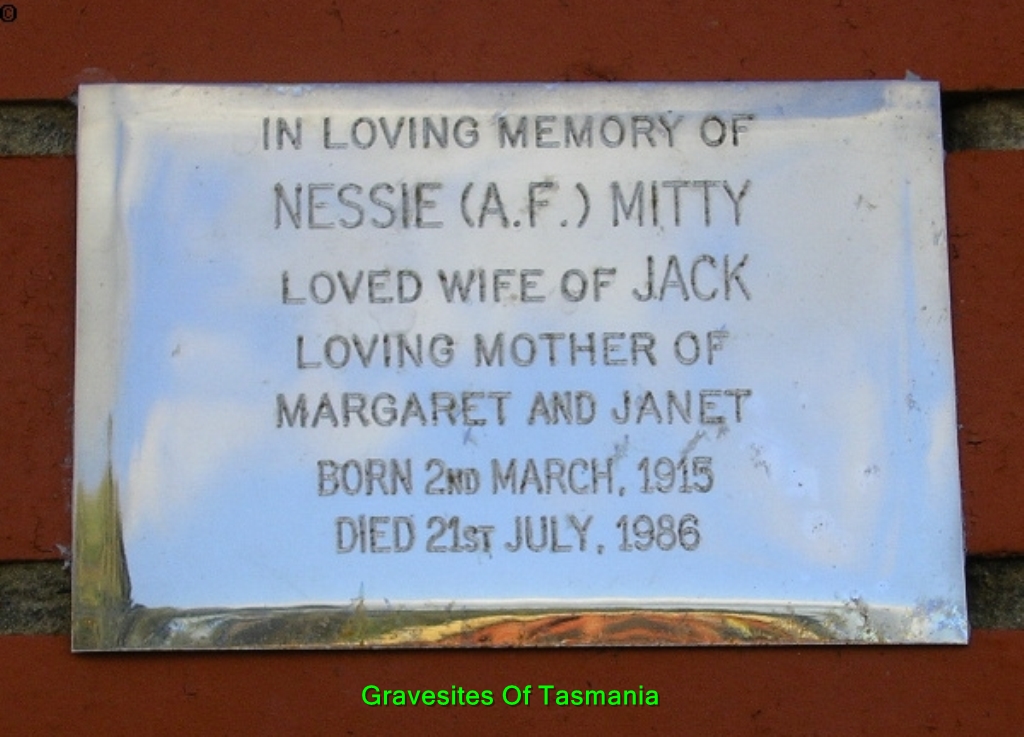 ©
IN LOVING MEMORY OF
NESSIE (A.F.) MITTY
LOVED WIFE OF JACK
LOVING MOTHER OF
MARGARET AND JANET
BORN 2ND MARCH, 1915
DIED 21ST JULY, 1986
Gravesites Of Tasmania